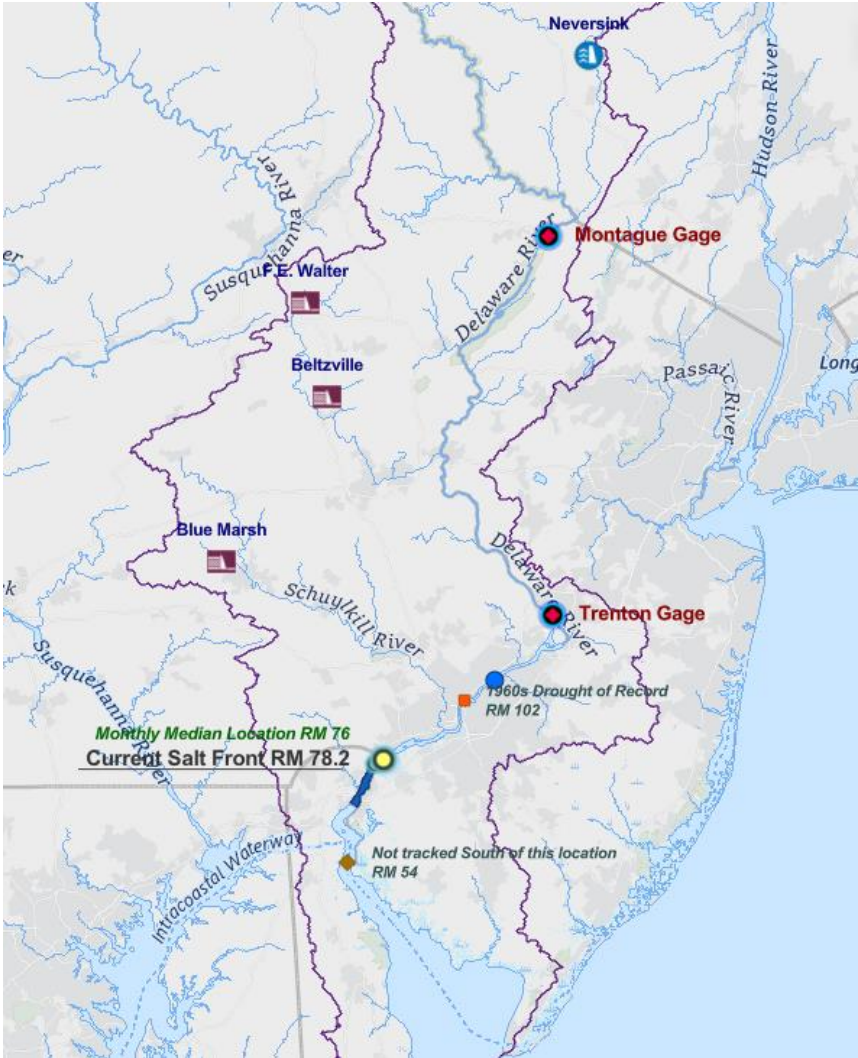 Neversink
Hudson River
Susquehanna River
Montague Gage
er
F.E. Walter
Delaware River
Beltzville
Passaic River
Long
Blue Marsh
Delaware River
ck
Schuylkill River
Trenton Gage
Susquehanna River
1960s Drought of Record
RM 102
Monthly Median Location RM 76
Current Salt Front RM 78.2
Intracoastal Waterway
Not tracked South of this location
RM 54